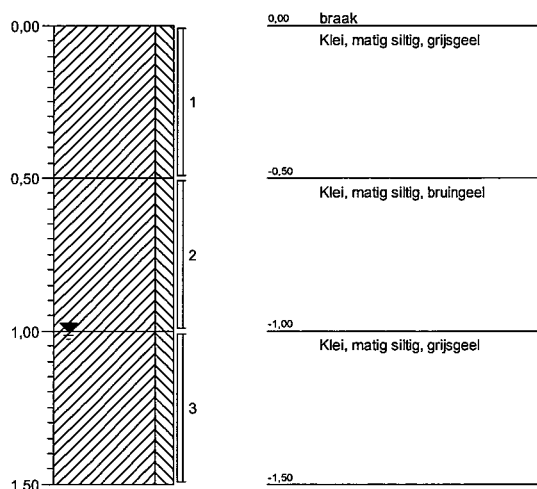 0,00
0,50
1,00
1,50
1
2
3
0,00 braak
Klei, matig siltig, grijsgeel
-0,50
Klei, matig siltig, bruingeel
-1,00
Klei, matig siltig, grijsgeel
-1,50